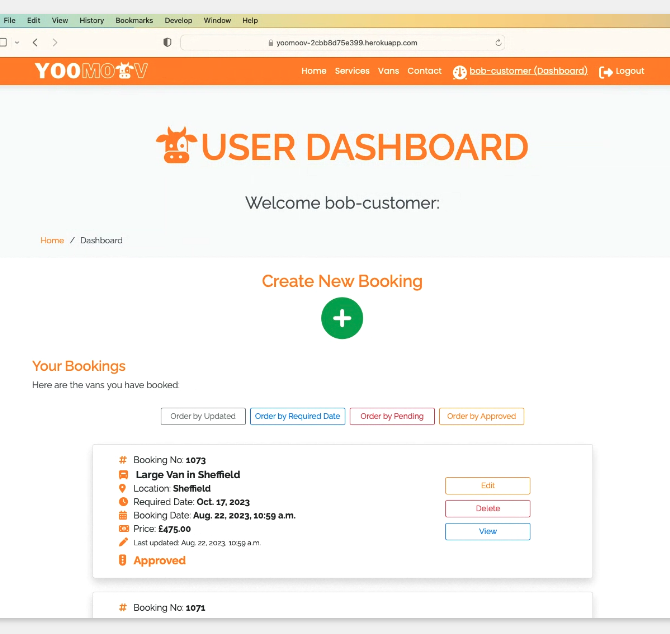 File Edit View History Bookmarks Develop Window Help
yoomoov-2cbb8d75e399.herokuapp.com
YOOMOOV Home Services Vans Contact bob-customer (Dashboard) Logout
USER DASHBOARD
Welcome bob-customer:
Home / Dashboard
Create New Booking
Your Bookings
Here are the vans you have booked:
Order by Updated Order by Required Date Order by Pending Order by Approved
# Booking No: 1073
Large Van in Sheffield
Location: Sheffield
Required Date: Oct. 17, 2023
Booking Date: Aug. 22, 2023, 10:59 a.m.
Price: £475.00
Last updated: Aug. 22, 2023, 10:59 a.m.
Approved
Edit
Delete
View
# Booking No: 1071